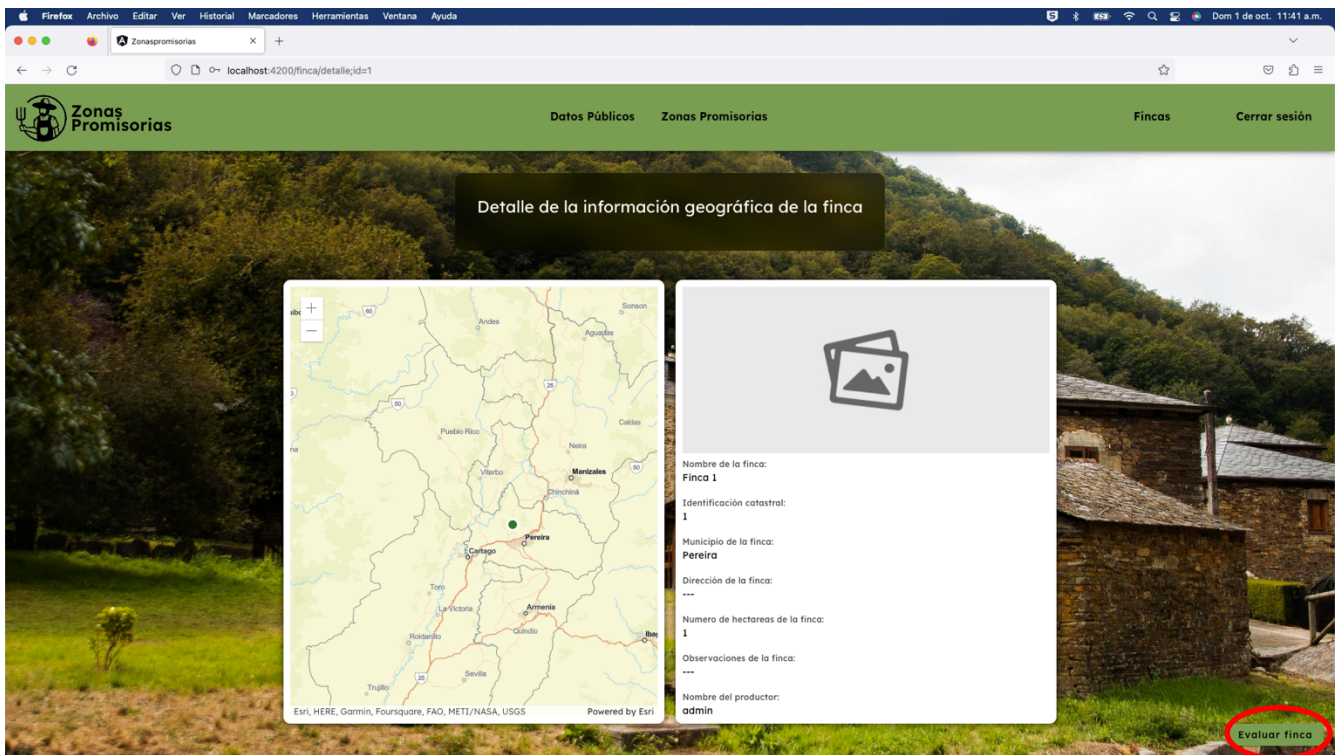 Firefox Archivo Editar Ver Historial Marcadores Herramientas Ventana Ayuda
Dom 1 de oct. 11:41 a.m.
Zonaspromisorias
localhost:4200/finca/detalle;id=1
Zonas
Promisorias
Datos Públicos
Zonas Promisorias
Fincas
Cerrar sesión
Detalle de la información geográfica de la finca
Sonson
60
Andes
Aguadas
25
50
Caldas
Pueblo Rico
Neira
Viterbo
Manizales
50
Chinchiná
Pereira
Cartago
Toro
La Victoria
Armenia
Roldanillo
Quindío
25
Sevilla
Trujillo
Esri, HERE, Garmin, Foursquare, FAO, METI/NASA, USGS
Powered by Esri
Nombre de la finca:
Finca 1
Identificación catastral:
1
Municipio de la finca:
Pereira
Dirección de la finca:
---
Numero de hectareas de la finca:
1
Observaciones de la finca:
---
Nombre del productor:
admin
Evaluar finca